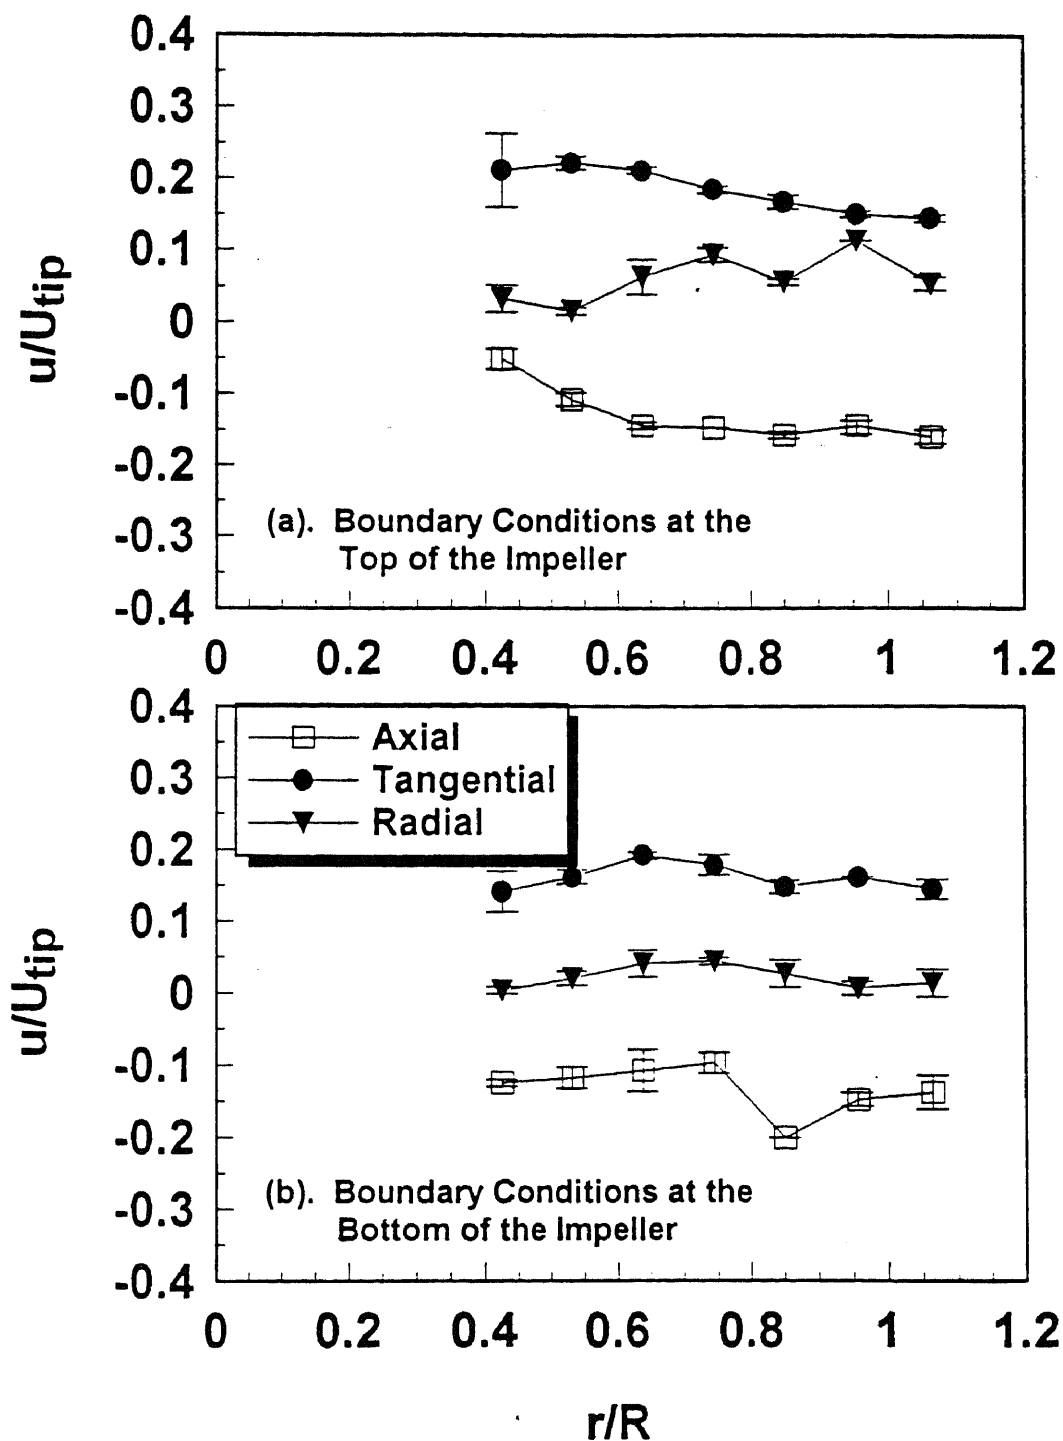 0.4
0.3
0.2
0.1
0
-0.1
-0.2
-0.3
-0.4
u/Utip
(a). Boundary Conditions at the
Top of the Impeller
0 0.2 0.4 0.6 0.8 1 1.2
0.4
0.3
0.2
0.1
0
-0.1
-0.2
-0.3
-0.4
u/Utip
Axial
Tangential
Radial
(b). Boundary Conditions at the
Bottom of the Impeller
0 0.2 0.4 0.6 0.8 1 1.2
r/R